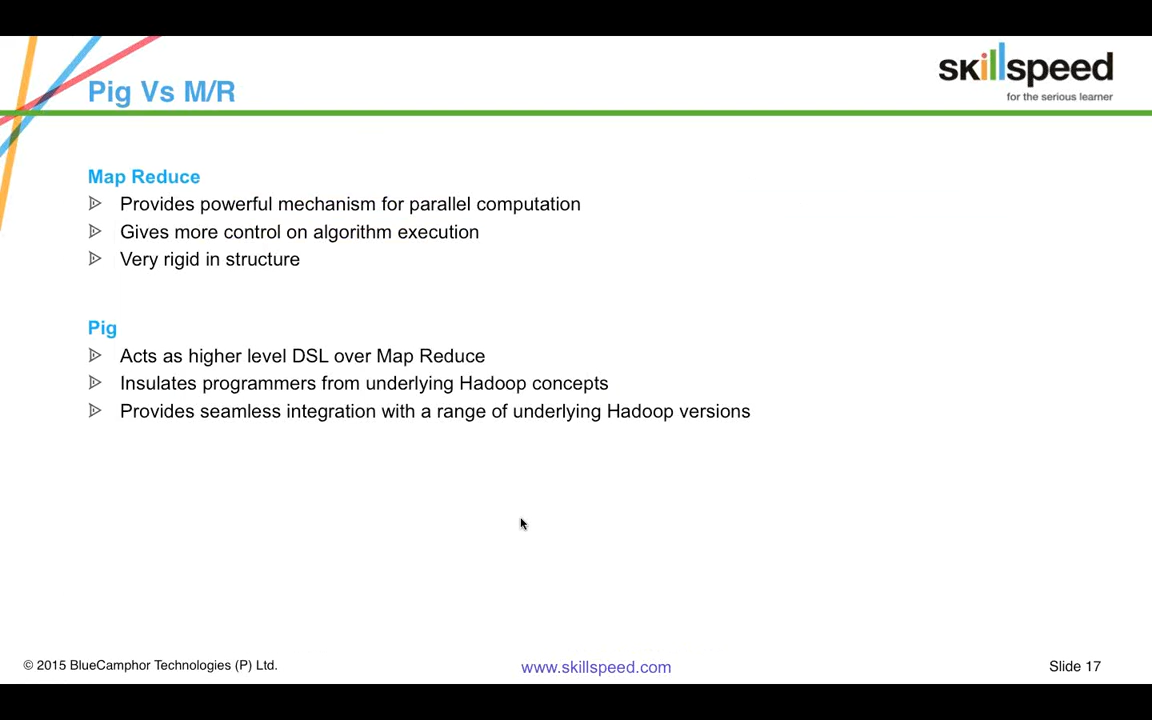 Pig Vs M/R
skillspeed
for the serious learner
Map Reduce
Provides powerful mechanism for parallel computation
Gives more control on algorithm execution
Very rigid in structure
Pig
Acts as higher level DSL over Map Reduce
Insulates programmers from underlying Hadoop concepts
Provides seamless integration with a range of underlying Hadoop versions
© 2015 BlueCamphor Technologies (P) Ltd.
www.skillspeed.com
Slide 17